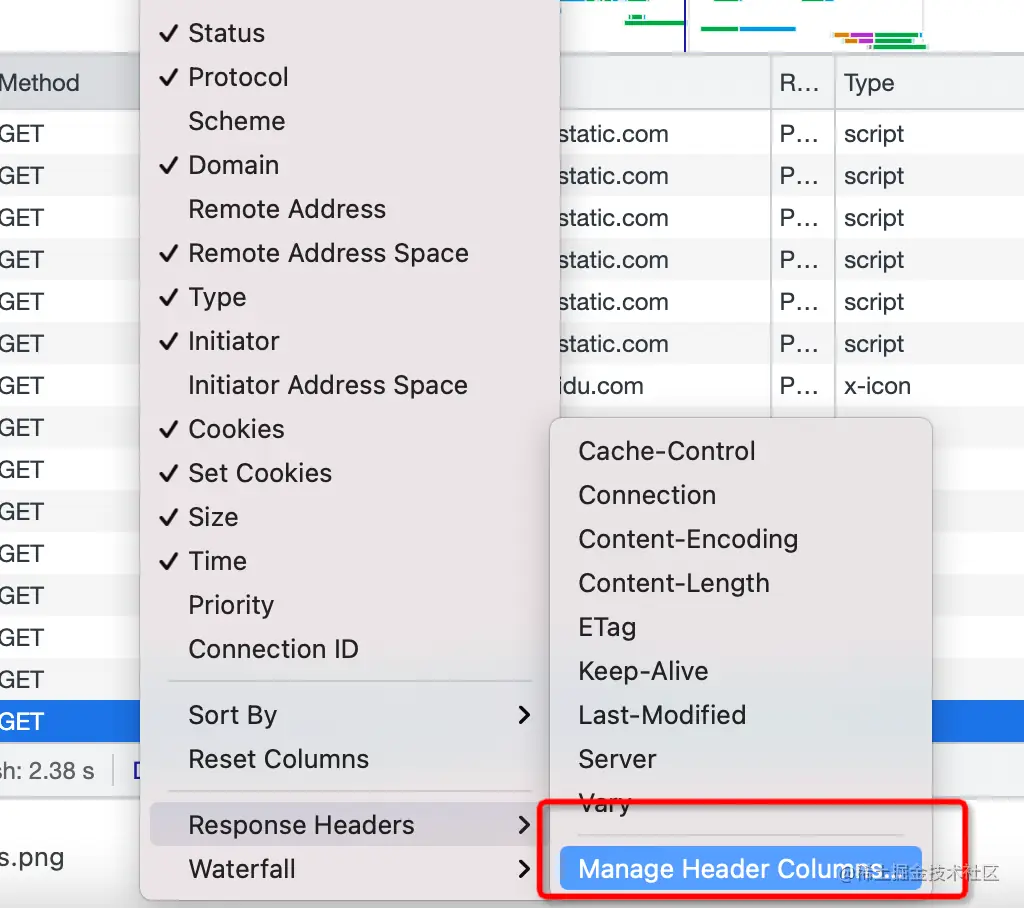 Status
Protocol
Scheme
Domain
Remote Address
Remote Address Space
Type
Initiator
Initiator Address Space
Cookies
Set Cookies
Size
Time
Priority
Connection ID
Sort By
Reset Columns
Response Headers
Waterfall
Cache-Control
Connection
Content-Encoding
Content-Length
ETag
Keep-Alive
Last-Modified
Server
Vary
Manage Header Columns...
Method R... Type
GET static.com P... script
GET static.com P... script
GET static.com P... script
GET static.com P... script
GET static.com P... script
GET static.com P... script
GET idu.com P... x-icon
GET
GET
GET
GET
GET
GET
GET
GET
sh: 2.38 s
s.png
@稀土掘金技术社区